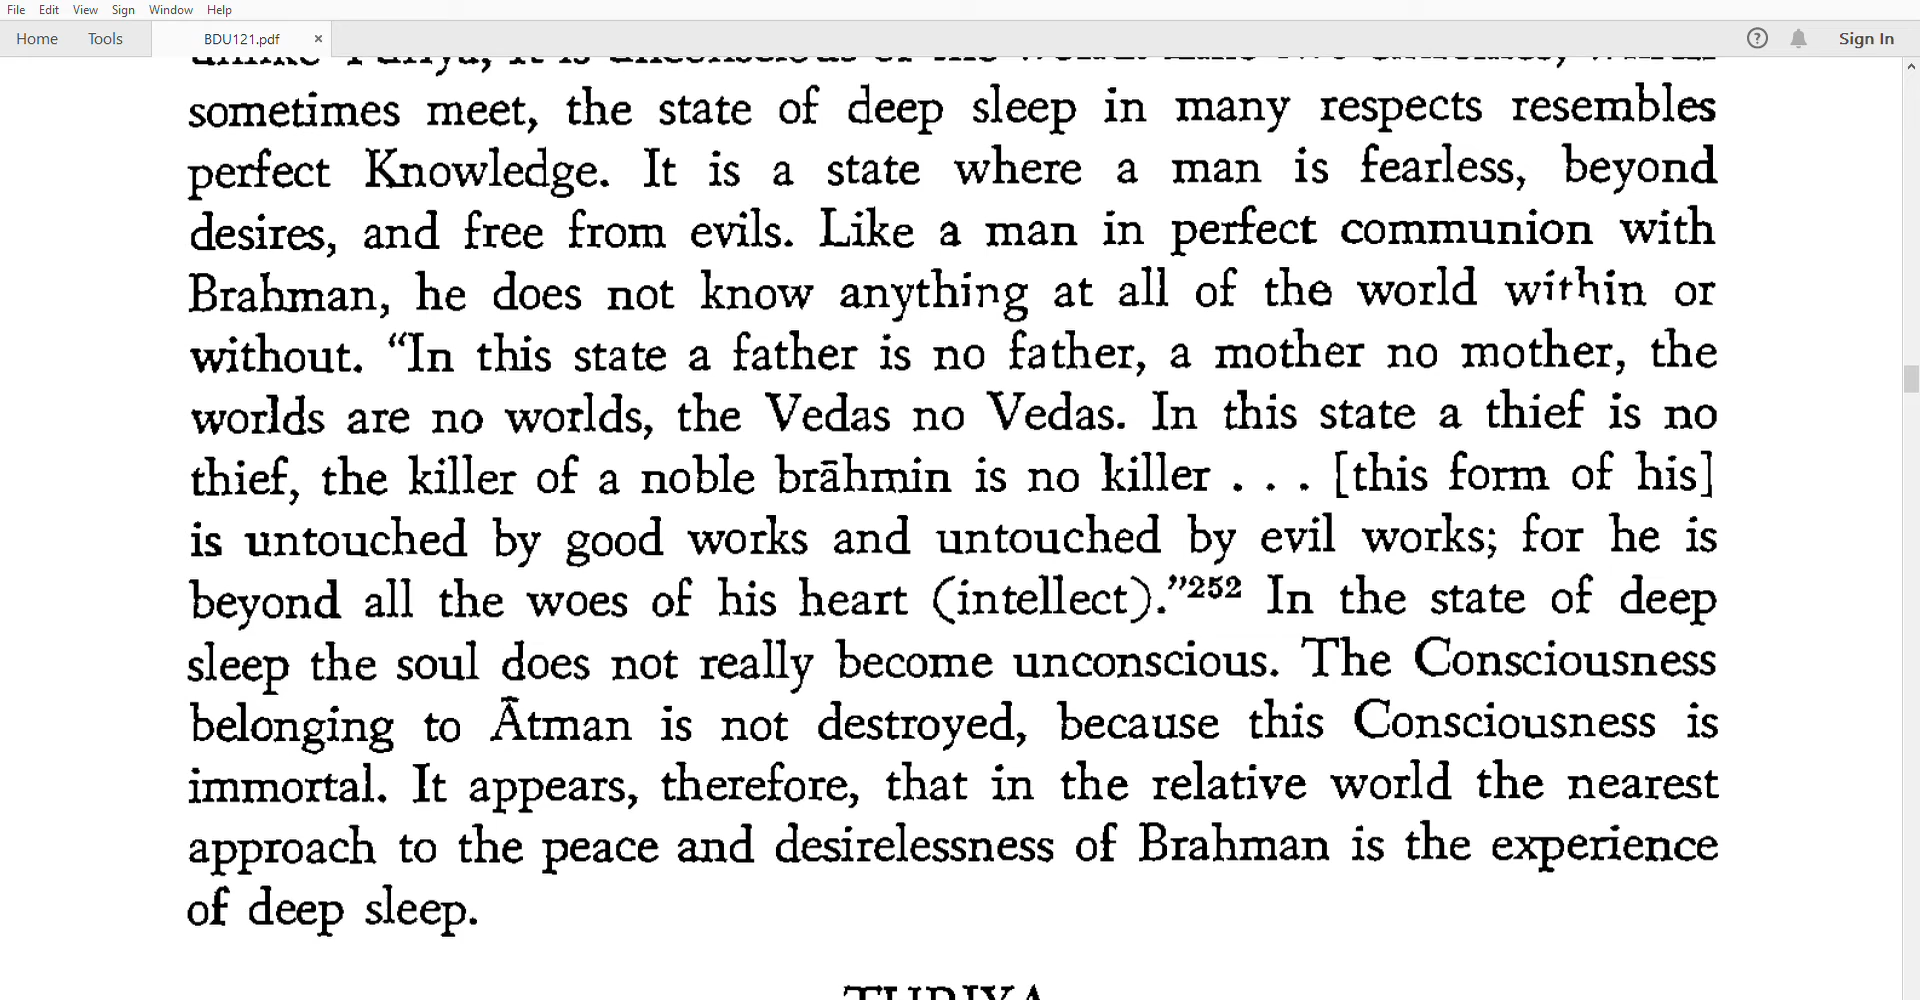 File Edit View Sign Window Help
Home Tools BDU121.pdf × ? Sign In
sometimes meet, the state of deep sleep in many respects resembles
perfect Knowledge. It is a state where a man is fearless, beyond
desires, and free from evils. Like a man in perfect communion with
Brahman, he does not know anything at all of the world within or
without. “In this state a father is no father, a mother no mother, the
worlds are no worlds, the Vedas no Vedas. In this state a thief is no
thief, the killer of a noble brāhmin is no killer . . . [this form of his]
is untouched by good works and untouched by evil works; for he is
beyond all the woes of his heart (intellect).”252 In the state of deep
sleep the soul does not really become unconscious. The Consciousness
belonging to Ātman is not destroyed, because this Consciousness is
immortal. It appears, therefore, that in the relative world the nearest
approach to the peace and desirelessness of Brahman is the experience
of deep sleep.
TURIYA